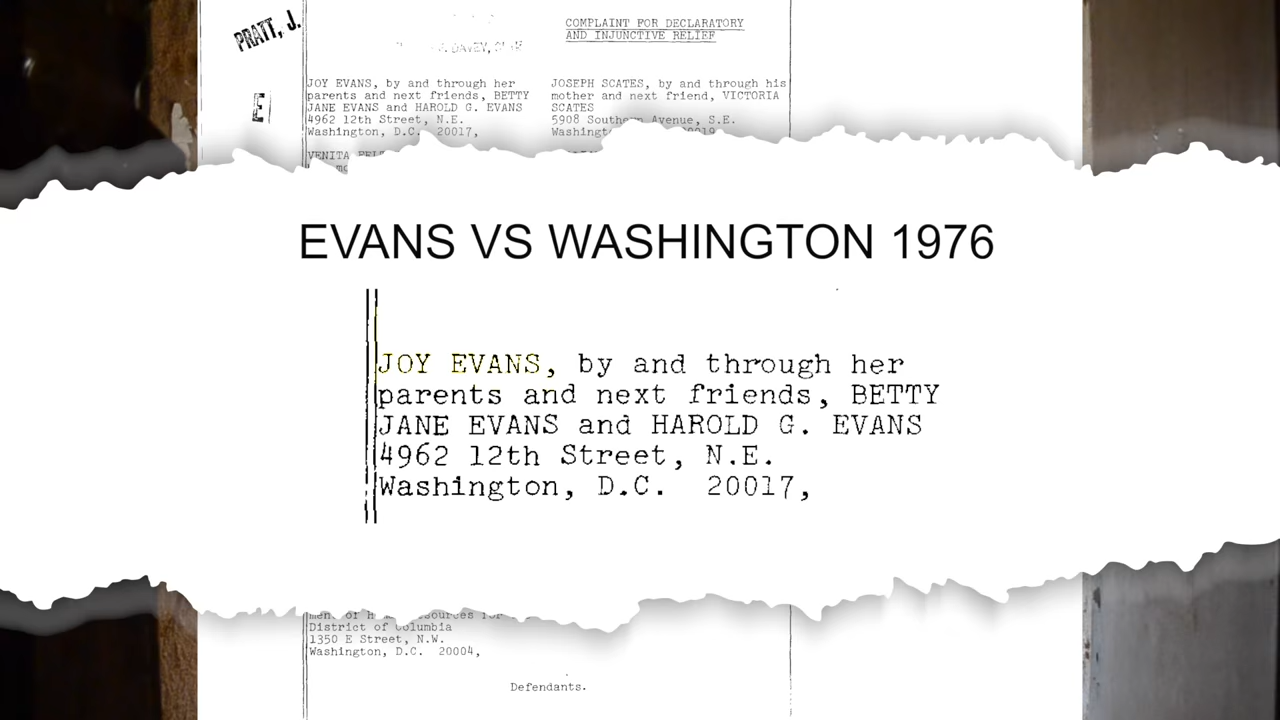 PRATT, J.
COMPLAINT FOR DECLARATORY
AND INJUNCTIVE RELIEF
JOY EVANS, by and through her
parents and next friends, BETTY
JANE EVANS and HAROLD G. EVANS
4962 12th Street, N.E.
Washington, D.C. 20017,
VENITA
JOSEPH SCATES, by and through his
mother and next friend, VICTORIA
SCATES
5908 Southern Avenue, S.E.
EVANS VS WASHINGTON 1976
JOY EVANS, by and through her
parents and next friends, BETTY
JANE EVANS and HAROLD G. EVANS
4962 12th Street, N.E.
Washington, D.C. 20017,
District of Columbia
1350 E Street, N.W.
Washington, D.C. 20004,
Defendants.